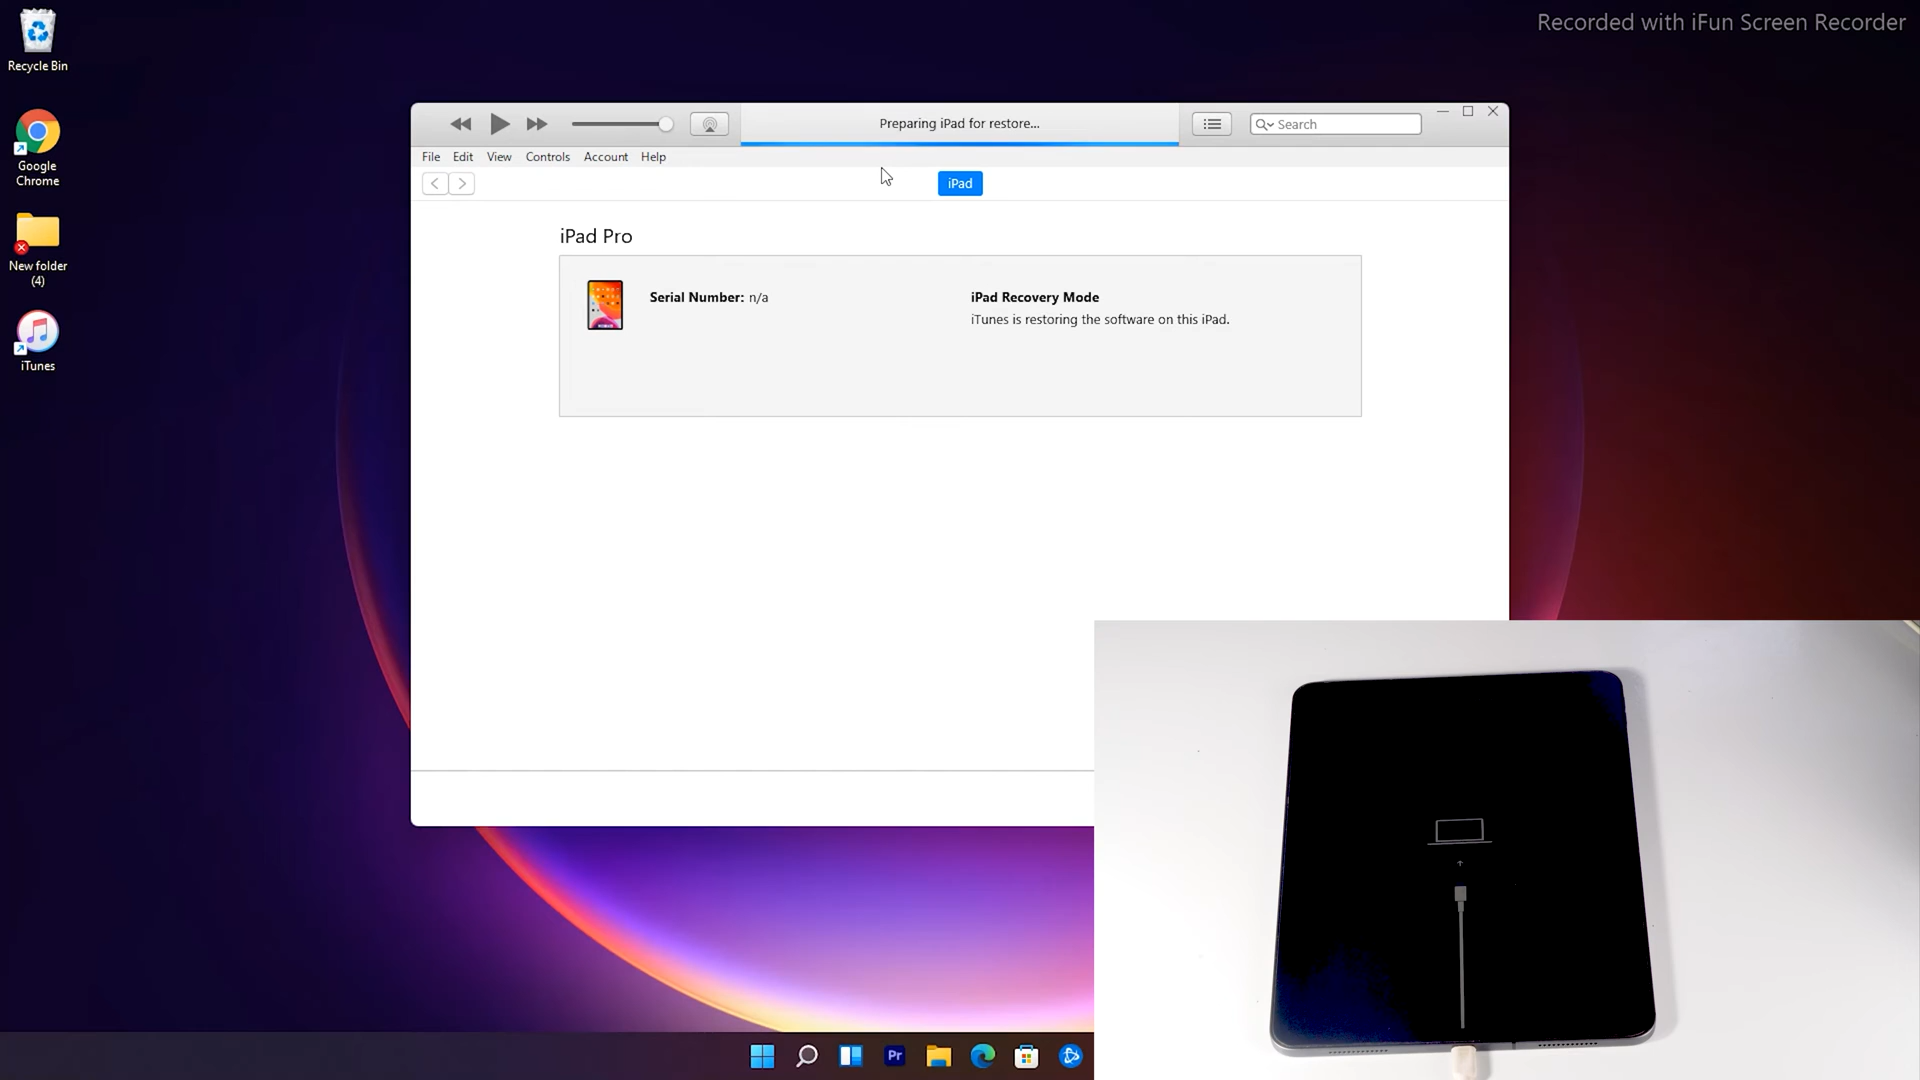 Recorded with iFun Screen Recorder
Recycle Bin
Google
Chrome
New folder
(4)
iTunes
Preparing iPad for restore...
Search
File Edit View Controls Account Help
iPad
iPad Pro
Serial Number: n/a
iPad Recovery Mode
iTunes is restoring the software on this iPad.
Pr